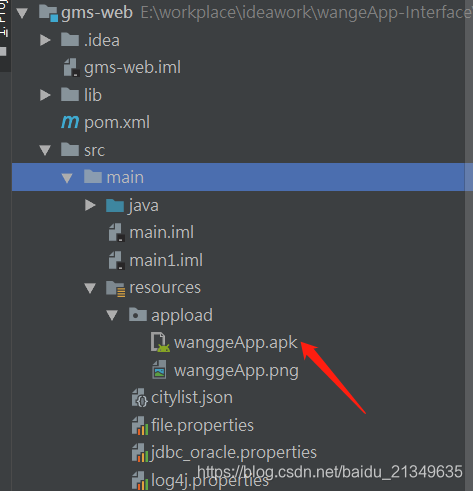 gms-web E:\workplace\ideawork\wangeApp-Interface\
.idea
gms-web.iml
lib
pom.xml
src
main
java
main.iml
main1.iml
resources
appload
wanggeApp.apk
wanggeApp.png
citylist.json
file.properties
jdbc_oracle.properties
log4j.properties
https://blog.csdn.net/baidu_21349635